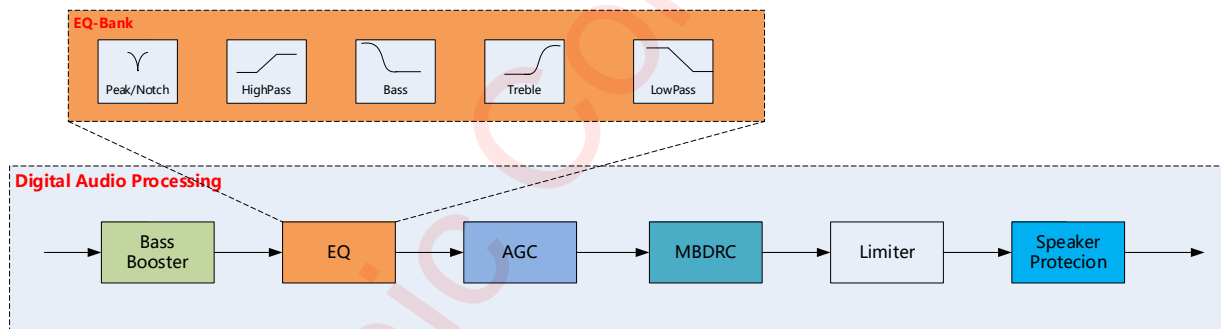 EQ-Bank
Peak/Notch
HighPass
Bass
Treble
LowPass
Digital Audio Processing
Bass
Booster
EQ
AGC
MBDRC
Limiter
Speaker
Protecion